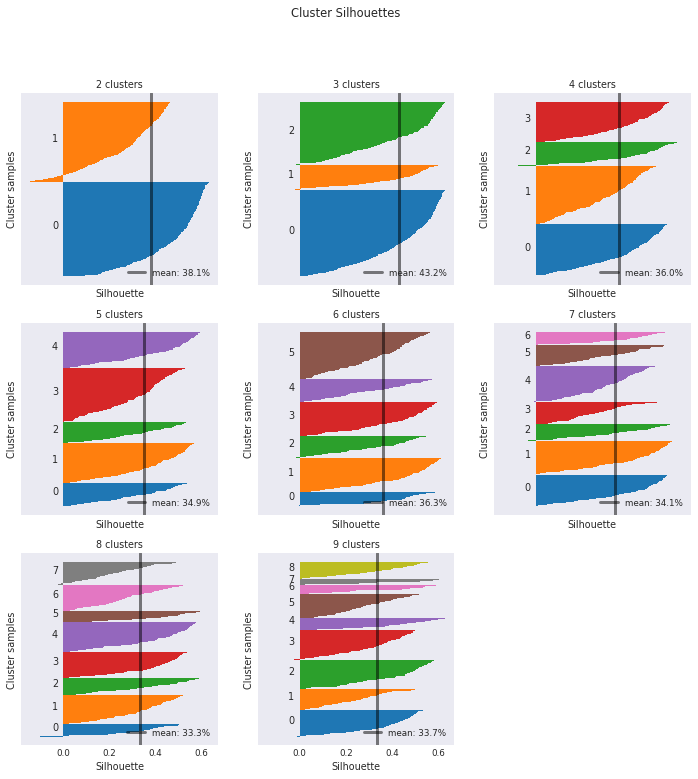 Cluster Silhouettes
2 clusters
Cluster samples
1
0
mean: 38.1%
Silhouette
3 clusters
Cluster samples
2
1
0
mean: 43.2%
Silhouette
4 clusters
Cluster samples
3
2
1
0
mean: 36.0%
Silhouette
5 clusters
Cluster samples
4
3
2
1
0
mean: 34.9%
Silhouette
6 clusters
Cluster samples
5
4
3
2
1
0
mean: 36.3%
Silhouette
7 clusters
Cluster samples
6
5
4
3
2
1
0
mean: 34.1%
Silhouette
8 clusters
Cluster samples
7
6
5
4
3
2
1
0
mean: 33.3%
0.0 0.2 0.4 0.6
Silhouette
9 clusters
Cluster samples
8
7
6
5
4
3
2
1
0
mean: 33.7%
0.0 0.2 0.4 0.6
Silhouette